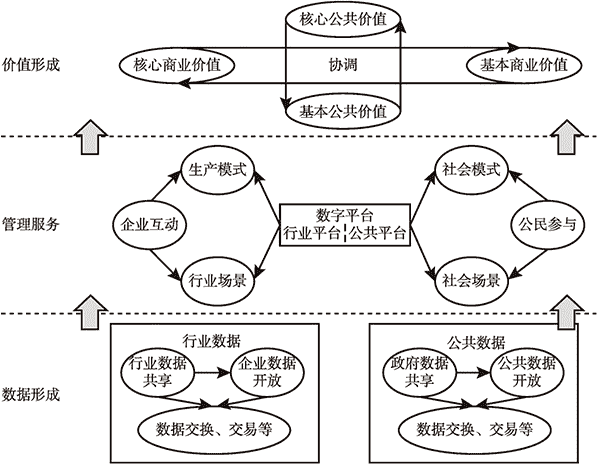 核心公共价值
价值形成
核心商业价值
协调
基本商业价值
基本公共价值
生产模式
社会模式
管理服务
企业互动
数字平台
行业平台 公共平台
公民参与
行业场景
社会场景
行业数据
公共数据
数据形成
行业数据
共享
企业数据
开放
政府数据
共享
公共数据
开放
数据交换、交易等
数据交换、交易等